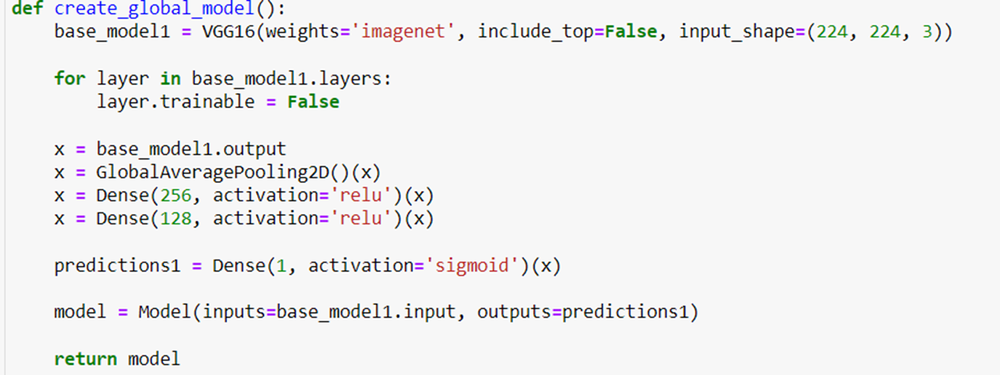 def create_global_model():
    base_model1 = VGG16(weights='imagenet', include_top=False, input_shape=(224, 224, 3))
    for layer in base_model1.layers:
        layer.trainable = False
    x = base_model1.output
    x = GlobalAveragePooling2D()(x)
    x = Dense(256, activation='relu')(x)
    x = Dense(128, activation='relu')(x)
    predictions1 = Dense(1, activation='sigmoid')(x)
    model = Model(inputs=base_model1.input, outputs=predictions1)
    return model